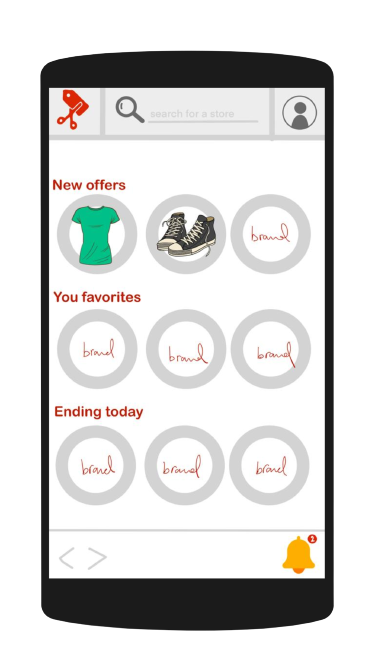 search for a store
New offers
brand
You favorites
brand brand brand
Ending today
brand brand brand
1